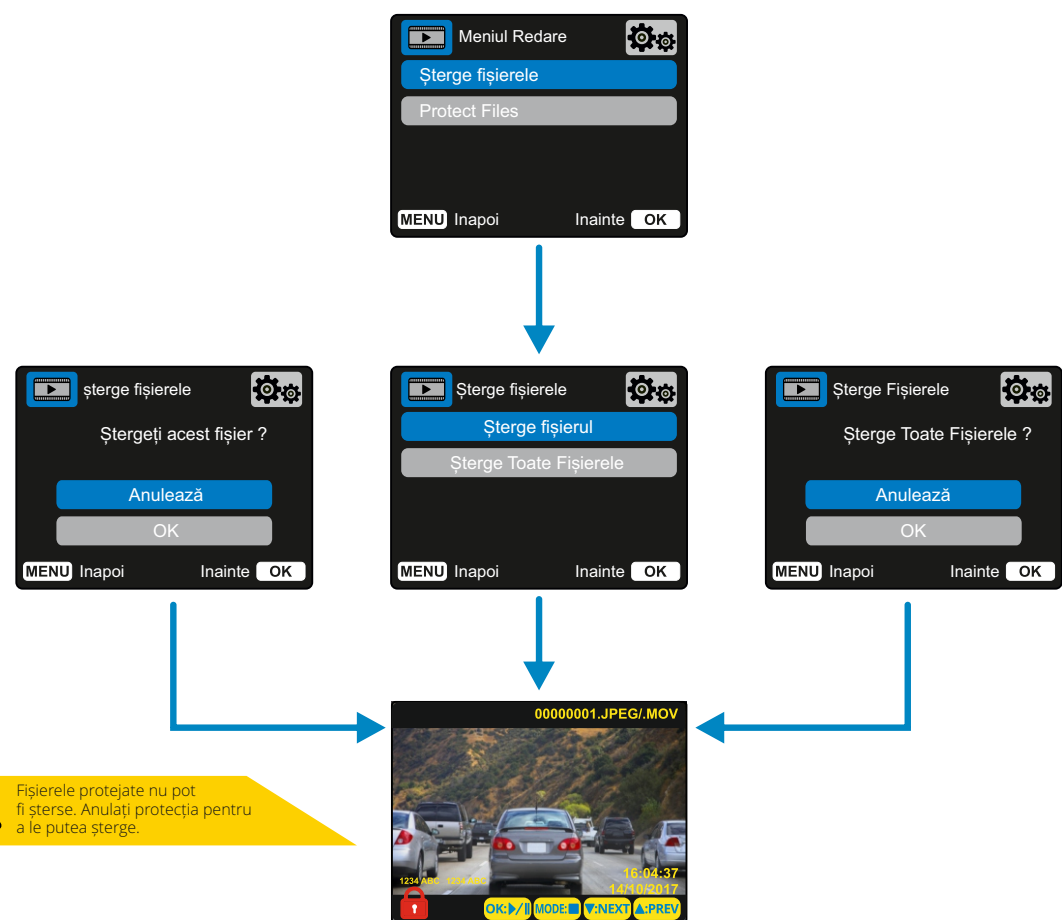 Meniul Redare
Șterge fișierele
Protect Files
MENU Inapoi Inainte OK
șterge fișierele
Ștergeți acest fișier ?
Anulează
OK
MENU Inapoi Inainte OK
Șterge fișierele
Șterge fișierul
Șterge Toate Fișierele
MENU Inapoi Inainte OK
Șterge Fișierele
Șterge Toate Fișierele ?
Anulează
OK
MENU Inapoi Inainte OK
00000001.JPEG/.MOV
16:04:37
1234 ABC 1234 ABC
14/10/2017
OK:▶/|| MODE:■ ▼:NEXT ▲:PREV
Fișierele protejate nu pot
fi șterse. Anulați protecția pentru
a le putea șterge.